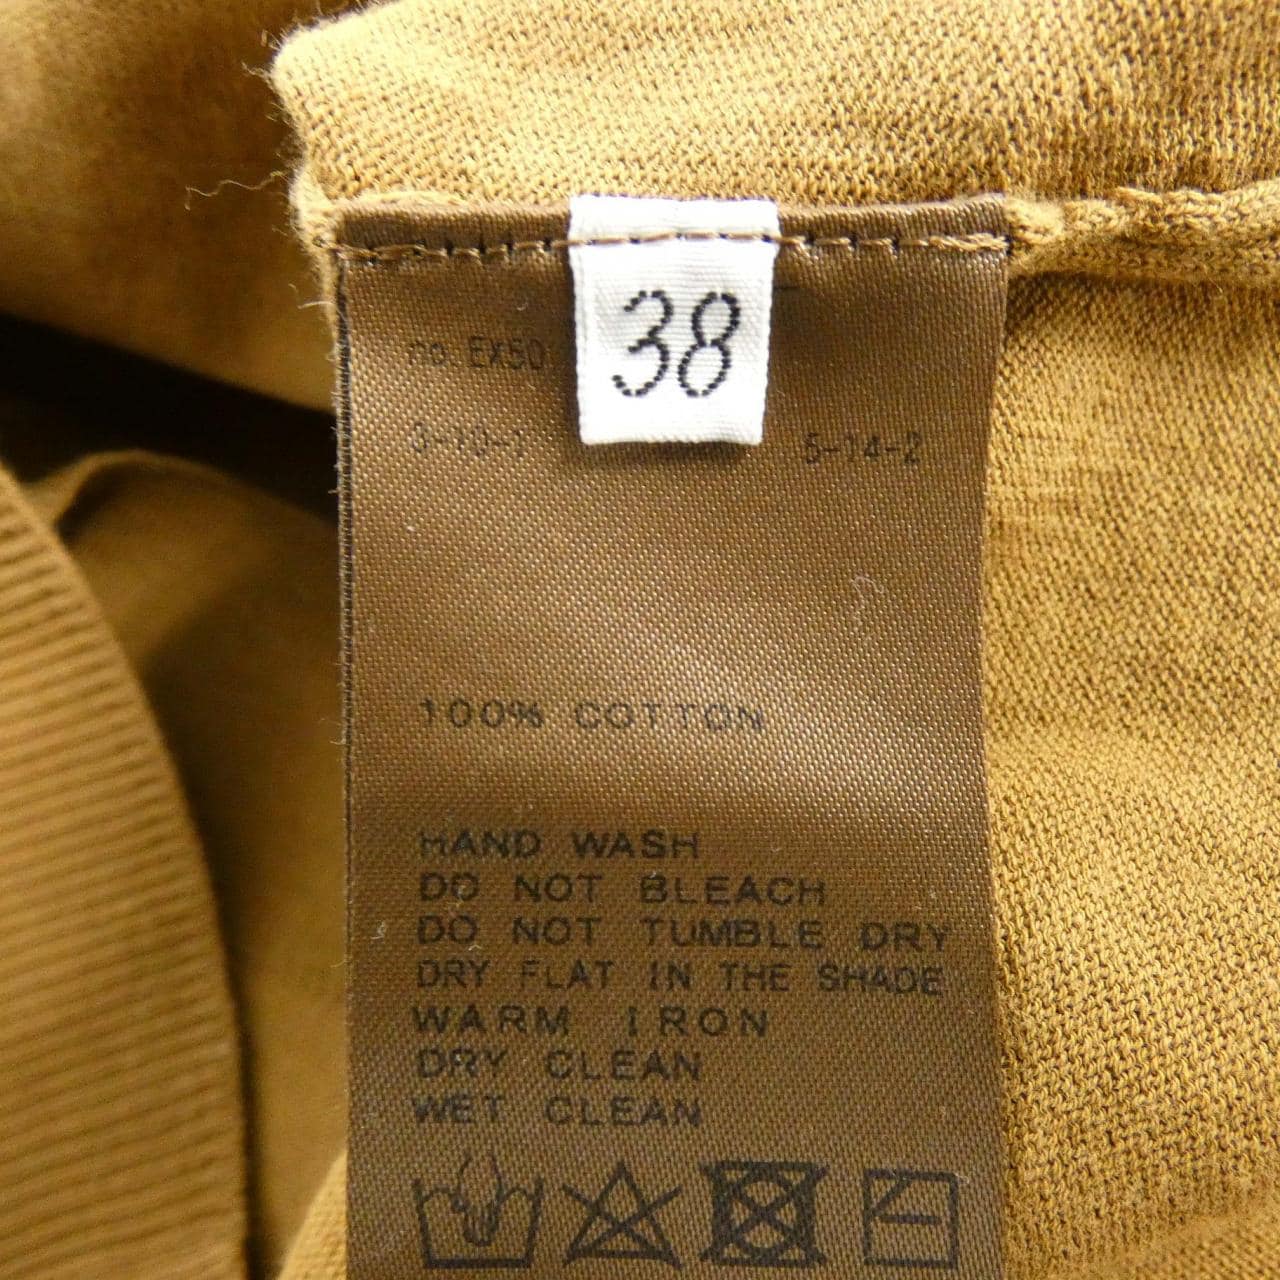 38
no. EX50
5-14-2
100% COTTON
HAND WASH
DO NOT BLEACH
DO NOT TUMBLE DRY
DRY FLAT IN THE SHADE
WARM IRON
DRY CLEAN
WET CLEAN